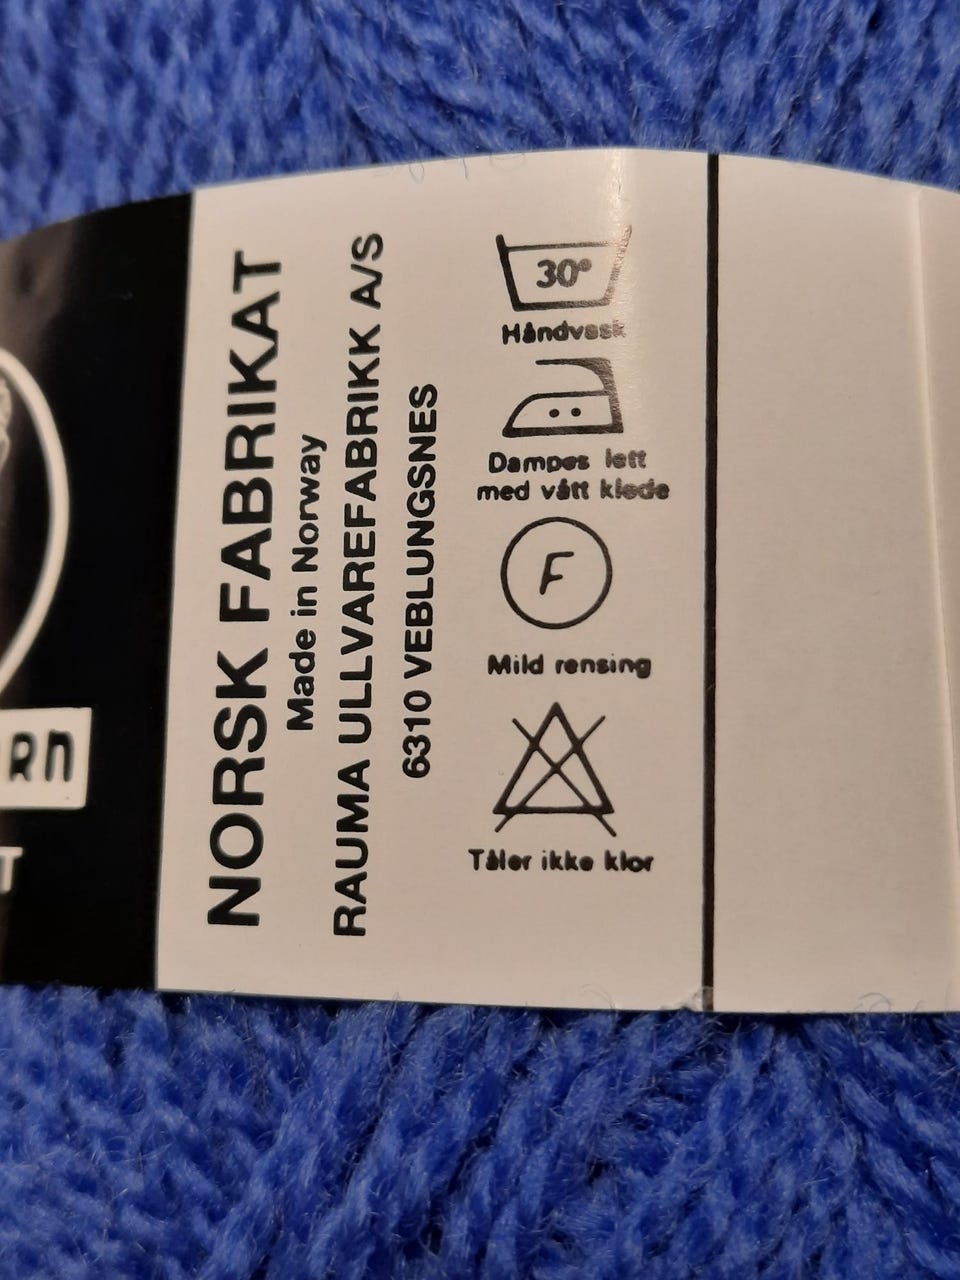 NORSK FABRIKAT
Made in Norway
RAUMA ULLVAREFABRIKK A/S
6310 VEBLUNGSNES
30°
Håndvask
Dampes lett
med vått klede
F
Mild rensing
Tåler ikke klor
RN
T